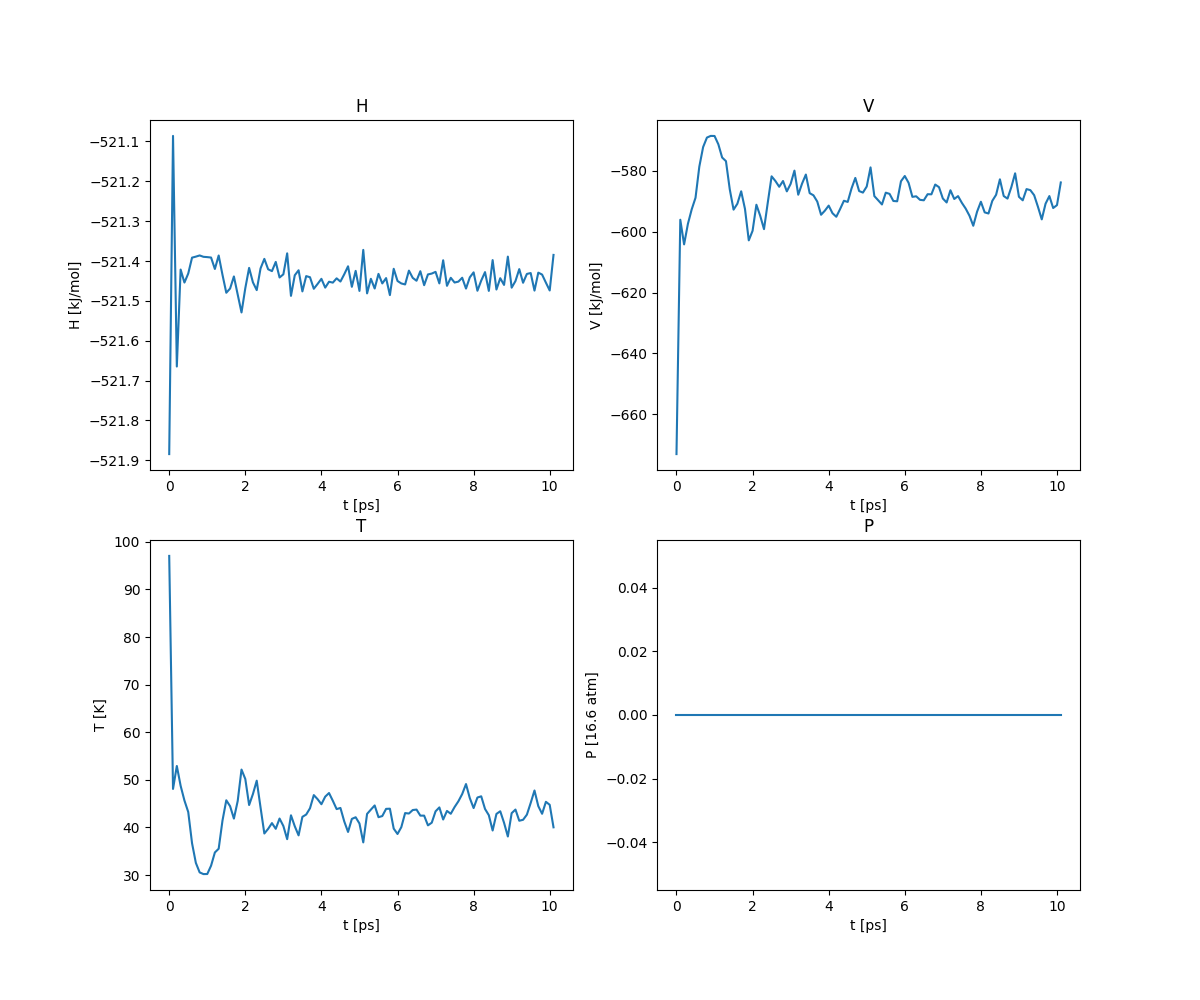 H
−521.1
−521.2
−521.3
−521.4
−521.5
−521.6
−521.7
−521.8
−521.9
H [kJ/mol]
0 2 4 6 8 10
t [ps]
V
−580
−600
−620
−640
−660
V [kJ/mol]
0 2 4 6 8 10
t [ps]
T
100
90
80
70
60
50
40
30
T [K]
0 2 4 6 8 10
t [ps]
P
0.04
0.02
0.00
−0.02
−0.04
P [16.6 atm]
0 2 4 6 8 10
t [ps]